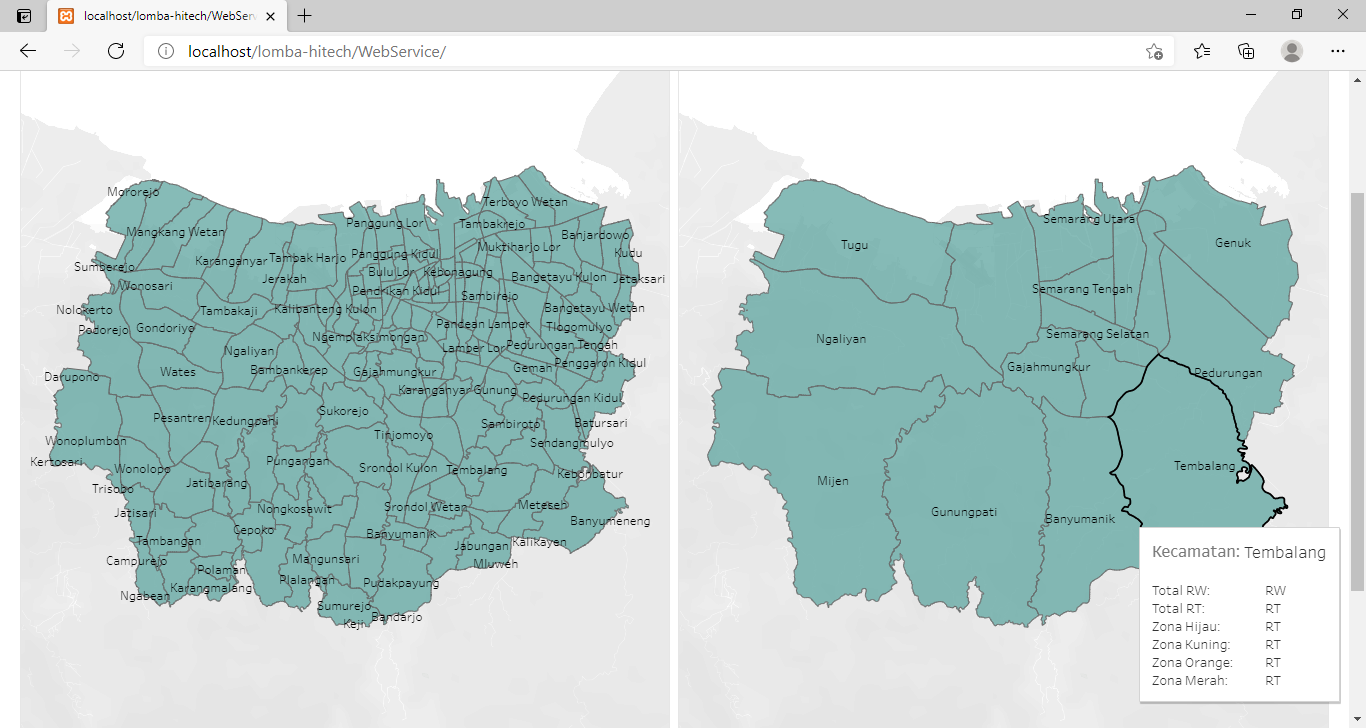 localhost/lomba-hitech/WebServ
localhost/lomba-hitech/WebService/
Mororejo
Mangkang Wetan
Sumberejo
Wonosari
Karanganyar
Tambak Harjo
Jerakah
Panggung Lor
Panggung Kidul
Bulu Lor
Kebonagung
Pendrikan Kidul
Terboyo Wetan
Tambakrejo
Muktiharjo Lor
Banjardowo
Kudu
Bangetayu Kulon
Jetaksari
Sambirejo
Bangetayu Wetan
Nolokerto
Podorejo
Gondoriyo
Tambakaji
Kalibanteng Kulon
Pandean Lamper
Tlogomulyo
Ngemplaksimongan
Lamper Lor
Pedurungan Tengah
Ngaliyan
Bambankerep
Gajahmungkur
Gemah
Penggaron Kidul
Darupono
Wates
Karanganyar Gunung
Pedurungan Kidul
Pesantren
Kedungpani
Sukorejo
Sambiroto
Batursari
Wonoplumbon
Tinjomoyo
Sendangmulyo
Kertosari
Wonolopo
Pungangan
Srondol Kulon
Tembalang
Kebonbatur
Trisobo
Jatibarang
Jatisari
Nongkosawit
Srondol Wetan
Meteseh
Banyumeneng
Cepoko
Banyumanik
Tambangan
Jabungan
Kalikayen
Campurejo
Polaman
Mangunsari
Mluweh
Ngabean
Karangmalang
Plalangan
Pudakpayung
Sumurejo
Keji
Bandarjo
Semarang Utara
Tugu
Genuk
Semarang Tengah
Ngaliyan
Semarang Selatan
Gajahmungkur
Pedurungan
Tembalang
Mijen
Gunungpati
Banyumanik
Kecamatan: Tembalang
Total RW: RW
Total RT: RT
Zona Hijau: RT
Zona Kuning: RT
Zona Orange: RT
Zona Merah: RT